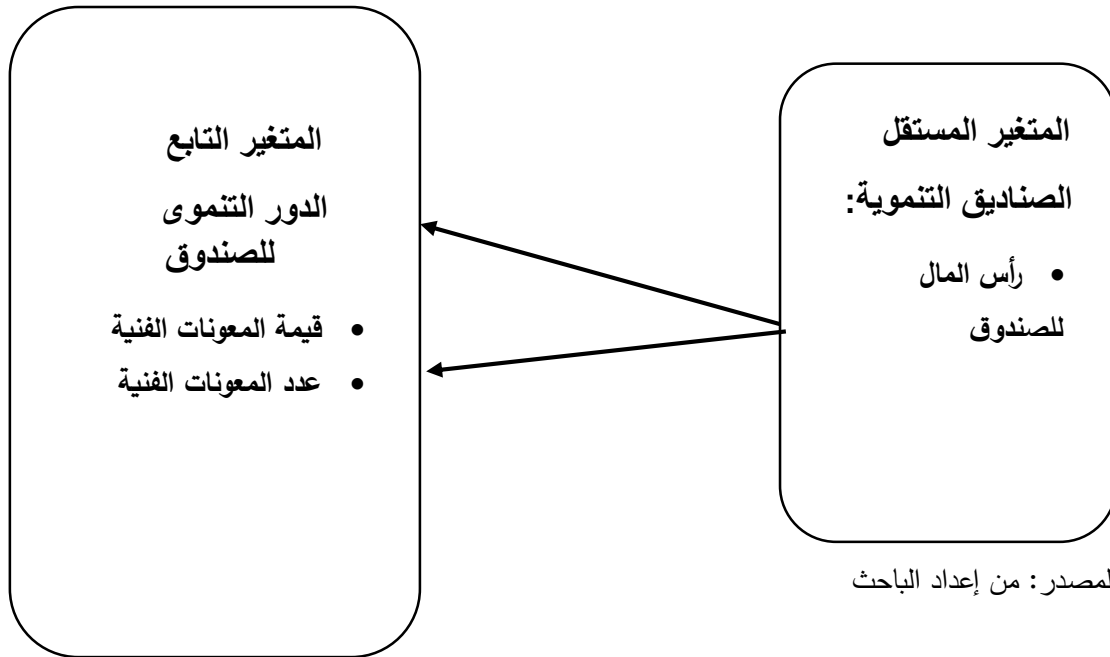 المتغير المستقل
الصناديق التنموية:
• رأس المال
للصندوق
المتغير التابع
الدور التنموى
للصندوق
• قيمة المعونات الفنية
• عدد المعونات الفنية
لمصدر: من إعداد الباحث